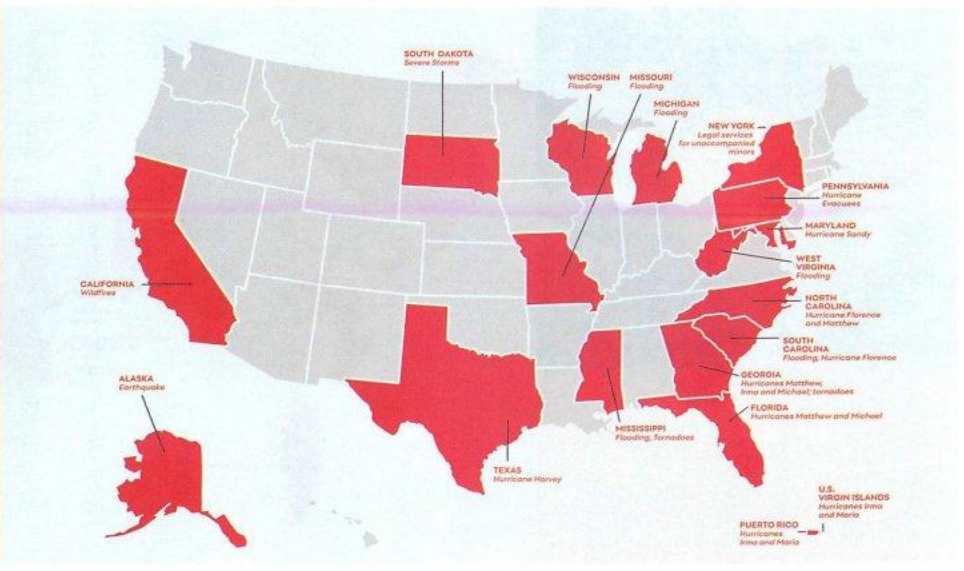 SOUTH DAKOTA
Severe Storms
WISCONSIN
Flooding
MISSOURI
Flooding
MICHIGAN
Flooding
NEW YORK
Legal services
for unaccompanied
minors
PENNSYLVANIA
Hurricane
Evacuees
MARYLAND
Hurricane Sandy
WEST
VIRGINIA
Flooding
CALIFORNIA
Wildfires
NORTH
CAROLINA
Hurricane Florence
and Matthew
SOUTH
CAROLINA
Flooding, Hurricane Florence
GEORGIA
Hurricanes Matthew,
Irma and Michael; tornadoes
ALASKA
Earthquake
FLORIDA
Hurricanes Matthew and Michael
MISSISSIPPI
Flooding, Tornadoes
TEXAS
Hurricane Harvey
U.S.
VIRGIN ISLANDS
Hurricanes Irma
and Maria
PUERTO RICO
Hurricanes
Irma and Maria